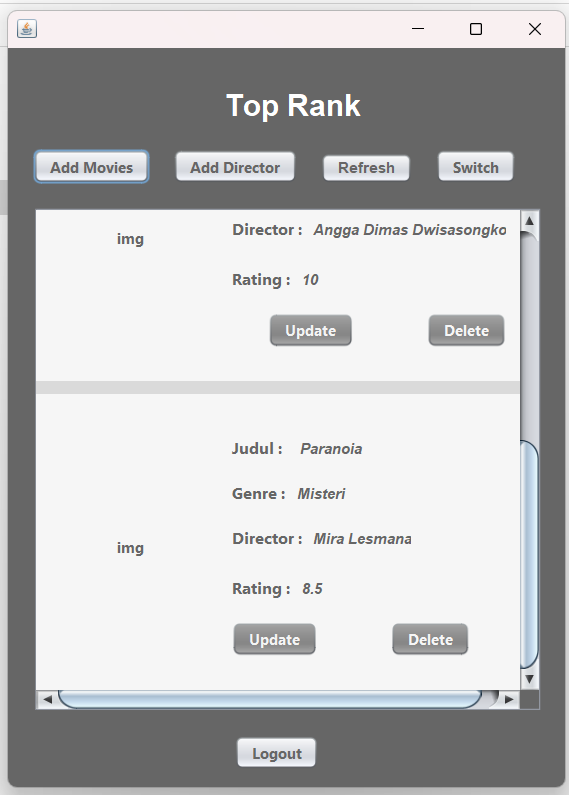 Top Rank
Add Movies Add Director Refresh Switch
Director : Angga Dimas Dwisasongko
img
Rating : 10
Update Delete
Judul : Paranoia
Genre : Misteri
Director : Mira Lesmana
img
Rating : 8.5
Update Delete
Logout